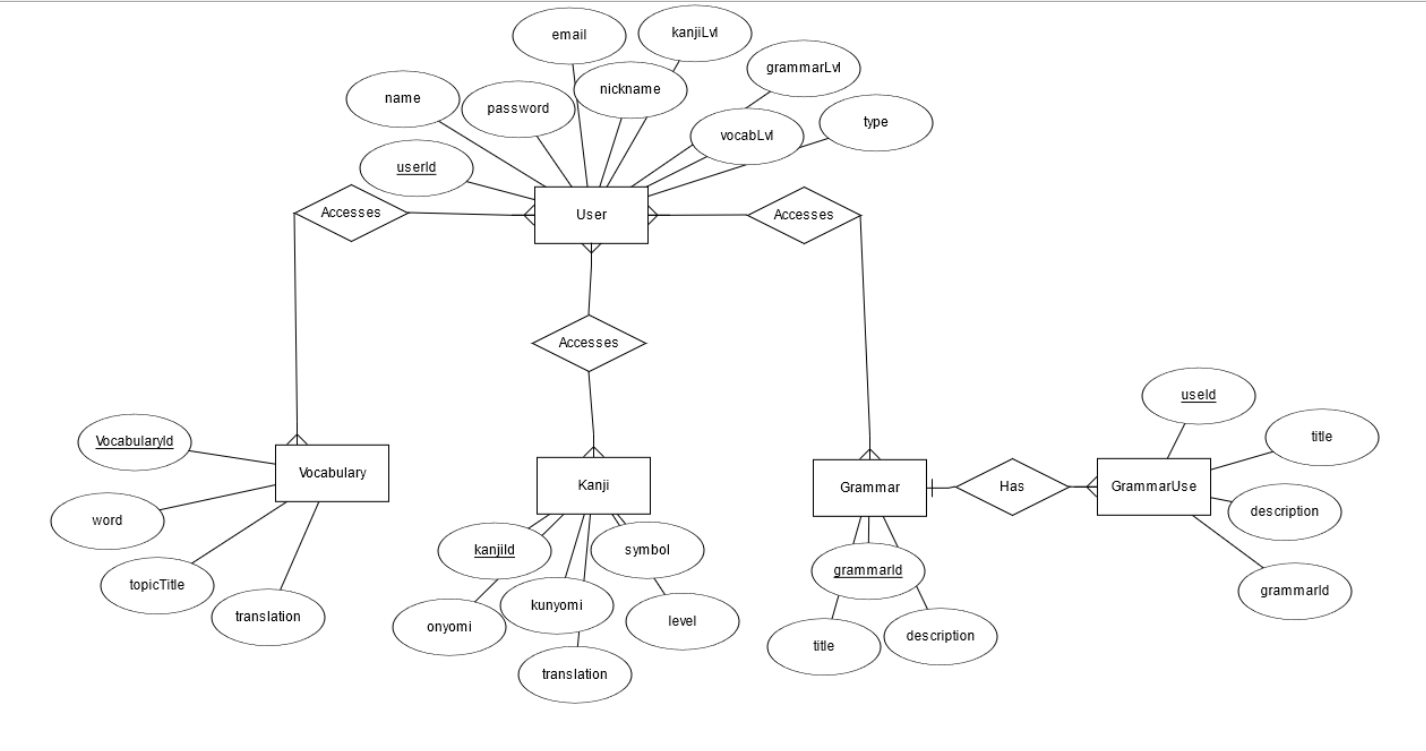 email
kanjiLvl
grammarLvl
nickname
name
password
type
vocabLvl
userId
Accesses
User
Accesses
Accesses
useId
title
VocabularyId
Vocabulary
Kanji
Grammar
Has
GrammarUse
description
word
kanjiId
symbol
grammarId
topicTitle
kunyomi
grammarId
translation
onyomi
level
title
description
translation